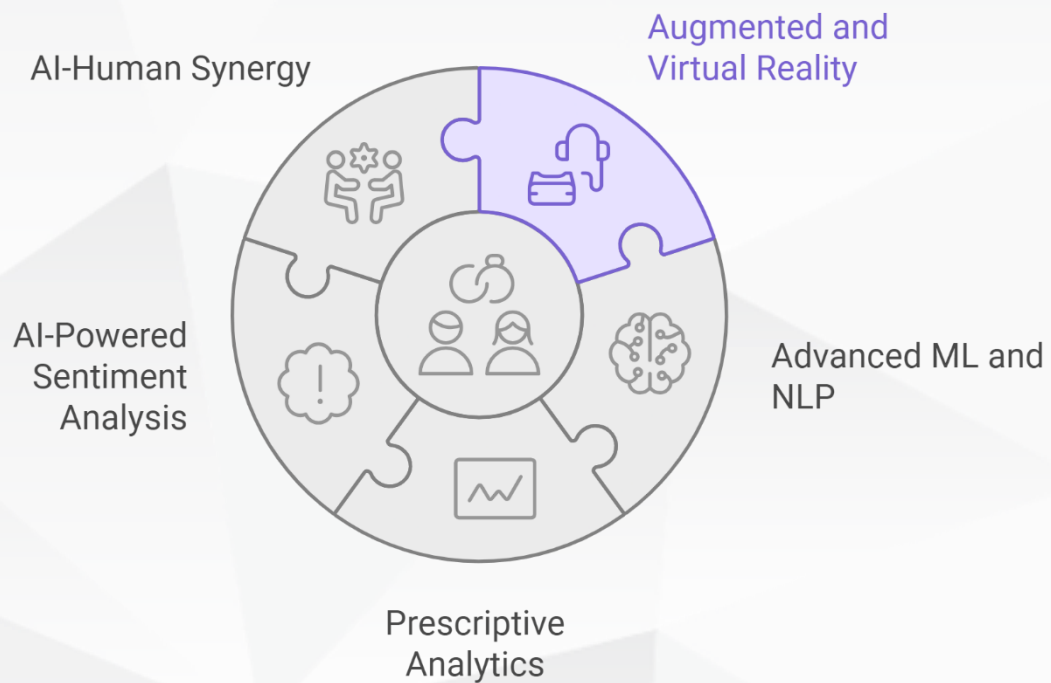 Augmented and
Virtual Reality
AI-Human Synergy
AI-Powered
Sentiment
Analysis
Advanced ML and
NLP
Prescriptive
Analytics